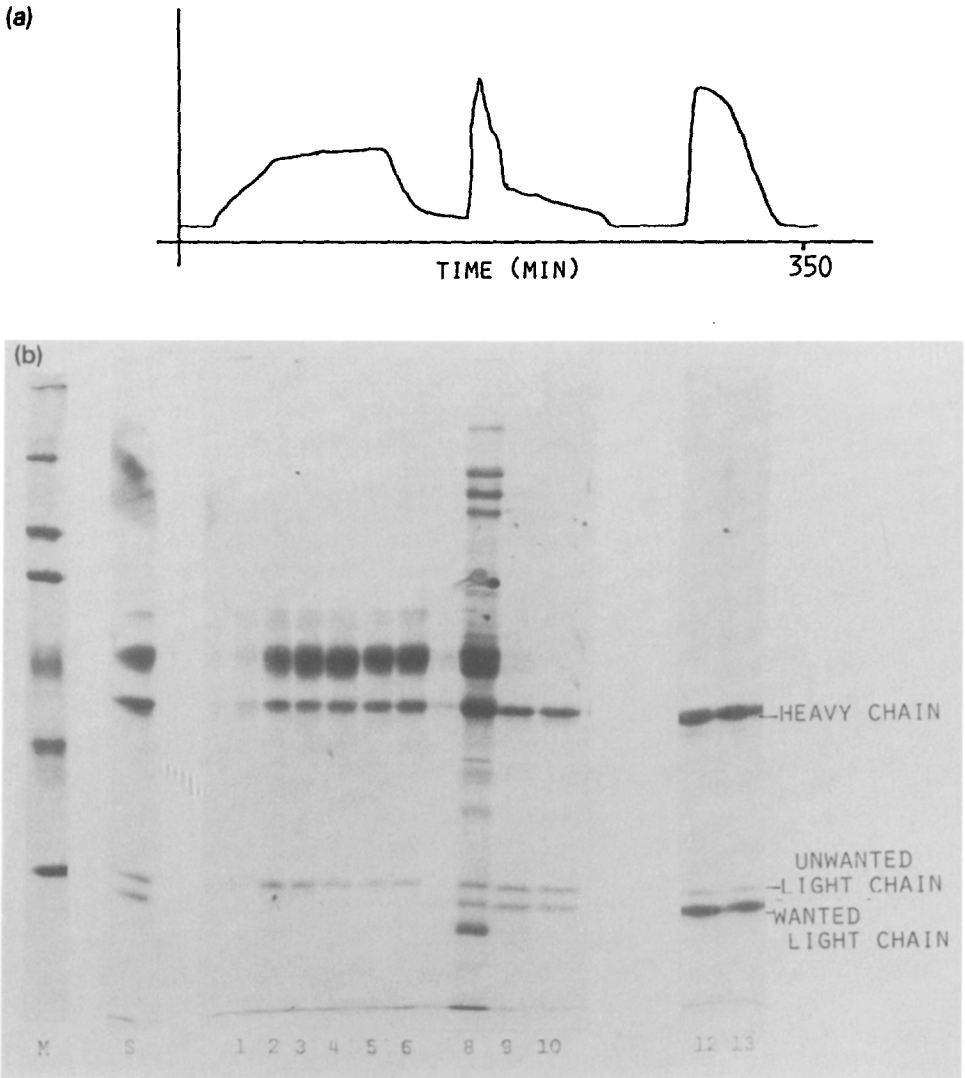 (a)
TIME (MIN)
350
(b)
HEAVY CHAIN
UNWANTED
LIGHT CHAIN
WANTED
LIGHT CHAIN
M S 1 2 3 4 5 6 8 9 10 12 13